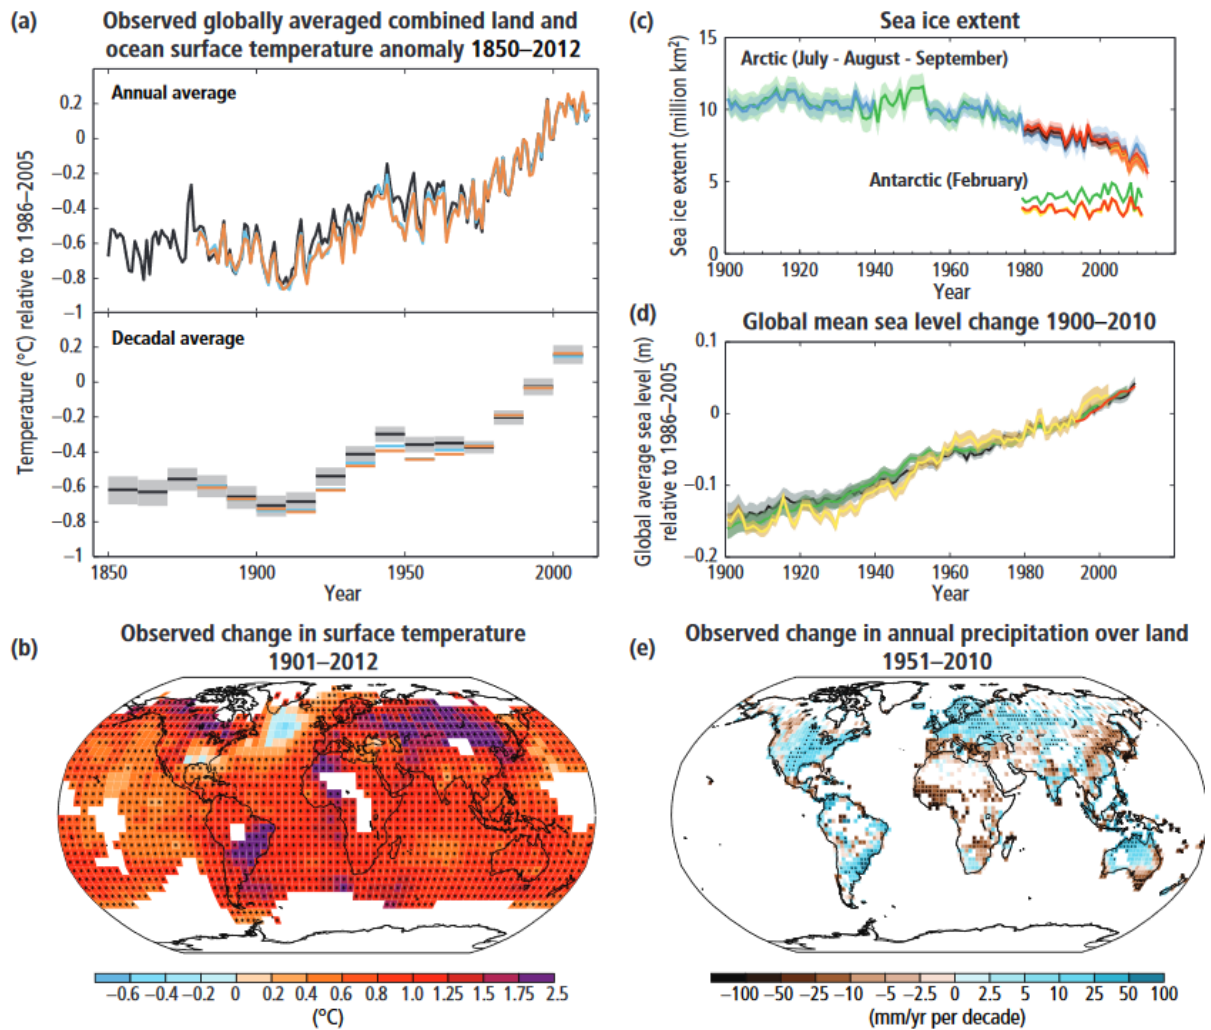 (a)
Observed globally averaged combined land and
ocean surface temperature anomaly 1850–2012
Annual average
0.2
0
−0.2
−0.4
−0.6
−0.8
−1
Decadal average
0.2
0
−0.2
−0.4
−0.6
−0.8
−1
Temperature (°C) relative to 1986–2005
1850
1900
1950
2000
Year
(c)
Sea ice extent
15
10
5
0
Sea ice extent (million km²)
Arctic (July - August - September)
Antarctic (February)
1900
1920
1940
1960
1980
2000
Year
(d)
Global mean sea level change 1900–2010
0.1
0
−0.1
−0.2
Global average sea level (m)
relative to 1986–2005
1900
1920
1940
1960
1980
2000
Year
(b)
Observed change in surface temperature
1901–2012
−0.6 −0.4 −0.2 0 0.2 0.4 0.6 0.8 1.0 1.25 1.5 1.75 2.5
(°C)
(e)
Observed change in annual precipitation over land
1951–2010
−100 −50 −25 −10 −5 −2.5 0 2.5 5 10 25 50 100
(mm/yr per decade)